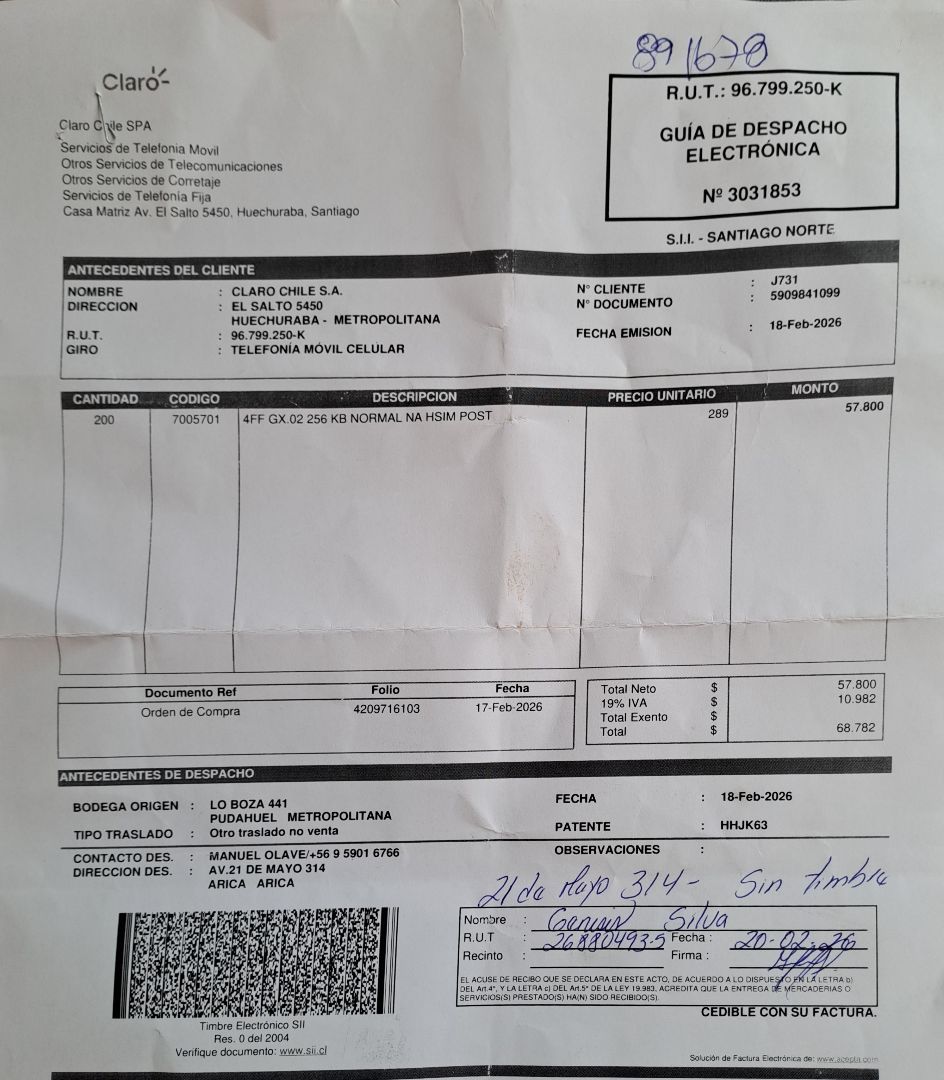 891678
Claro
Claro Chile SPA
Servicios de Telefonia Movil
Otros Servicios de Telecomunicaciones
Otros Servicios de Corretaje
Servicios de Telefonía Fija
Casa Matriz Av. El Salto 5450, Huechuraba, Santiago
R.U.T.: 96.799.250-K
GUÍA DE DESPACHO
ELECTRÓNICA
Nº 3031853
S.I.I. - SANTIAGO NORTE
ANTECEDENTES DEL CLIENTE
NOMBRE : CLARO CHILE S.A.
DIRECCION : EL SALTO 5450
HUECHURABA - METROPOLITANA
R.U.T. : 96.799.250-K
GIRO : TELEFONÍA MÓVIL CELULAR
N° CLIENTE : J731
N° DOCUMENTO : 5909841099
FECHA EMISION : 18-Feb-2026
CANTIDAD CODIGO DESCRIPCION PRECIO UNITARIO MONTO
200 7005701 4FF GX.02 256 KB NORMAL NA HSIM POST 289 57.800
Documento Ref Folio Fecha
Orden de Compra 4209716103 17-Feb-2026
Total Neto $ 57.800
19% IVA $ 10.982
Total Exento $
Total $ 68.782
ANTECEDENTES DE DESPACHO
BODEGA ORIGEN : LO BOZA 441
PUDAHUEL METROPOLITANA
TIPO TRASLADO : Otro traslado no venta
FECHA : 18-Feb-2026
PATENTE : HHJK63
CONTACTO DES. : MANUEL OLAVE/+56 9 5901 6766
DIRECCION DES. : AV.21 DE MAYO 314
ARICA ARICA
OBSERVACIONES :
21 de Mayo 314 - Sin timbre
Nombre : Silva
R.U.T : 26880493-5 Fecha : 20-02-26
Recinto : Firma :
EL ACUSE DE RECIBO QUE SE DECLARA EN ESTE ACTO, DE ACUERDO A LO DISPUESTO EN LA LETRA b)
DEL Art.4°, Y LA LETRA c) DEL Art.5° DE LA LEY 19.983, ACREDITA QUE LA ENTREGA DE MERCADERIAS O
SERVICIOS(S) PRESTADO(S) HA(N) SIDO RECIBIDO(S).
CEDIBLE CON SU FACTURA.
Timbre Electrónico SII
Res. 0 del 2004
Verifique documento: www.sii.cl
Solución de Factura Electrónica de: www.acepta.com